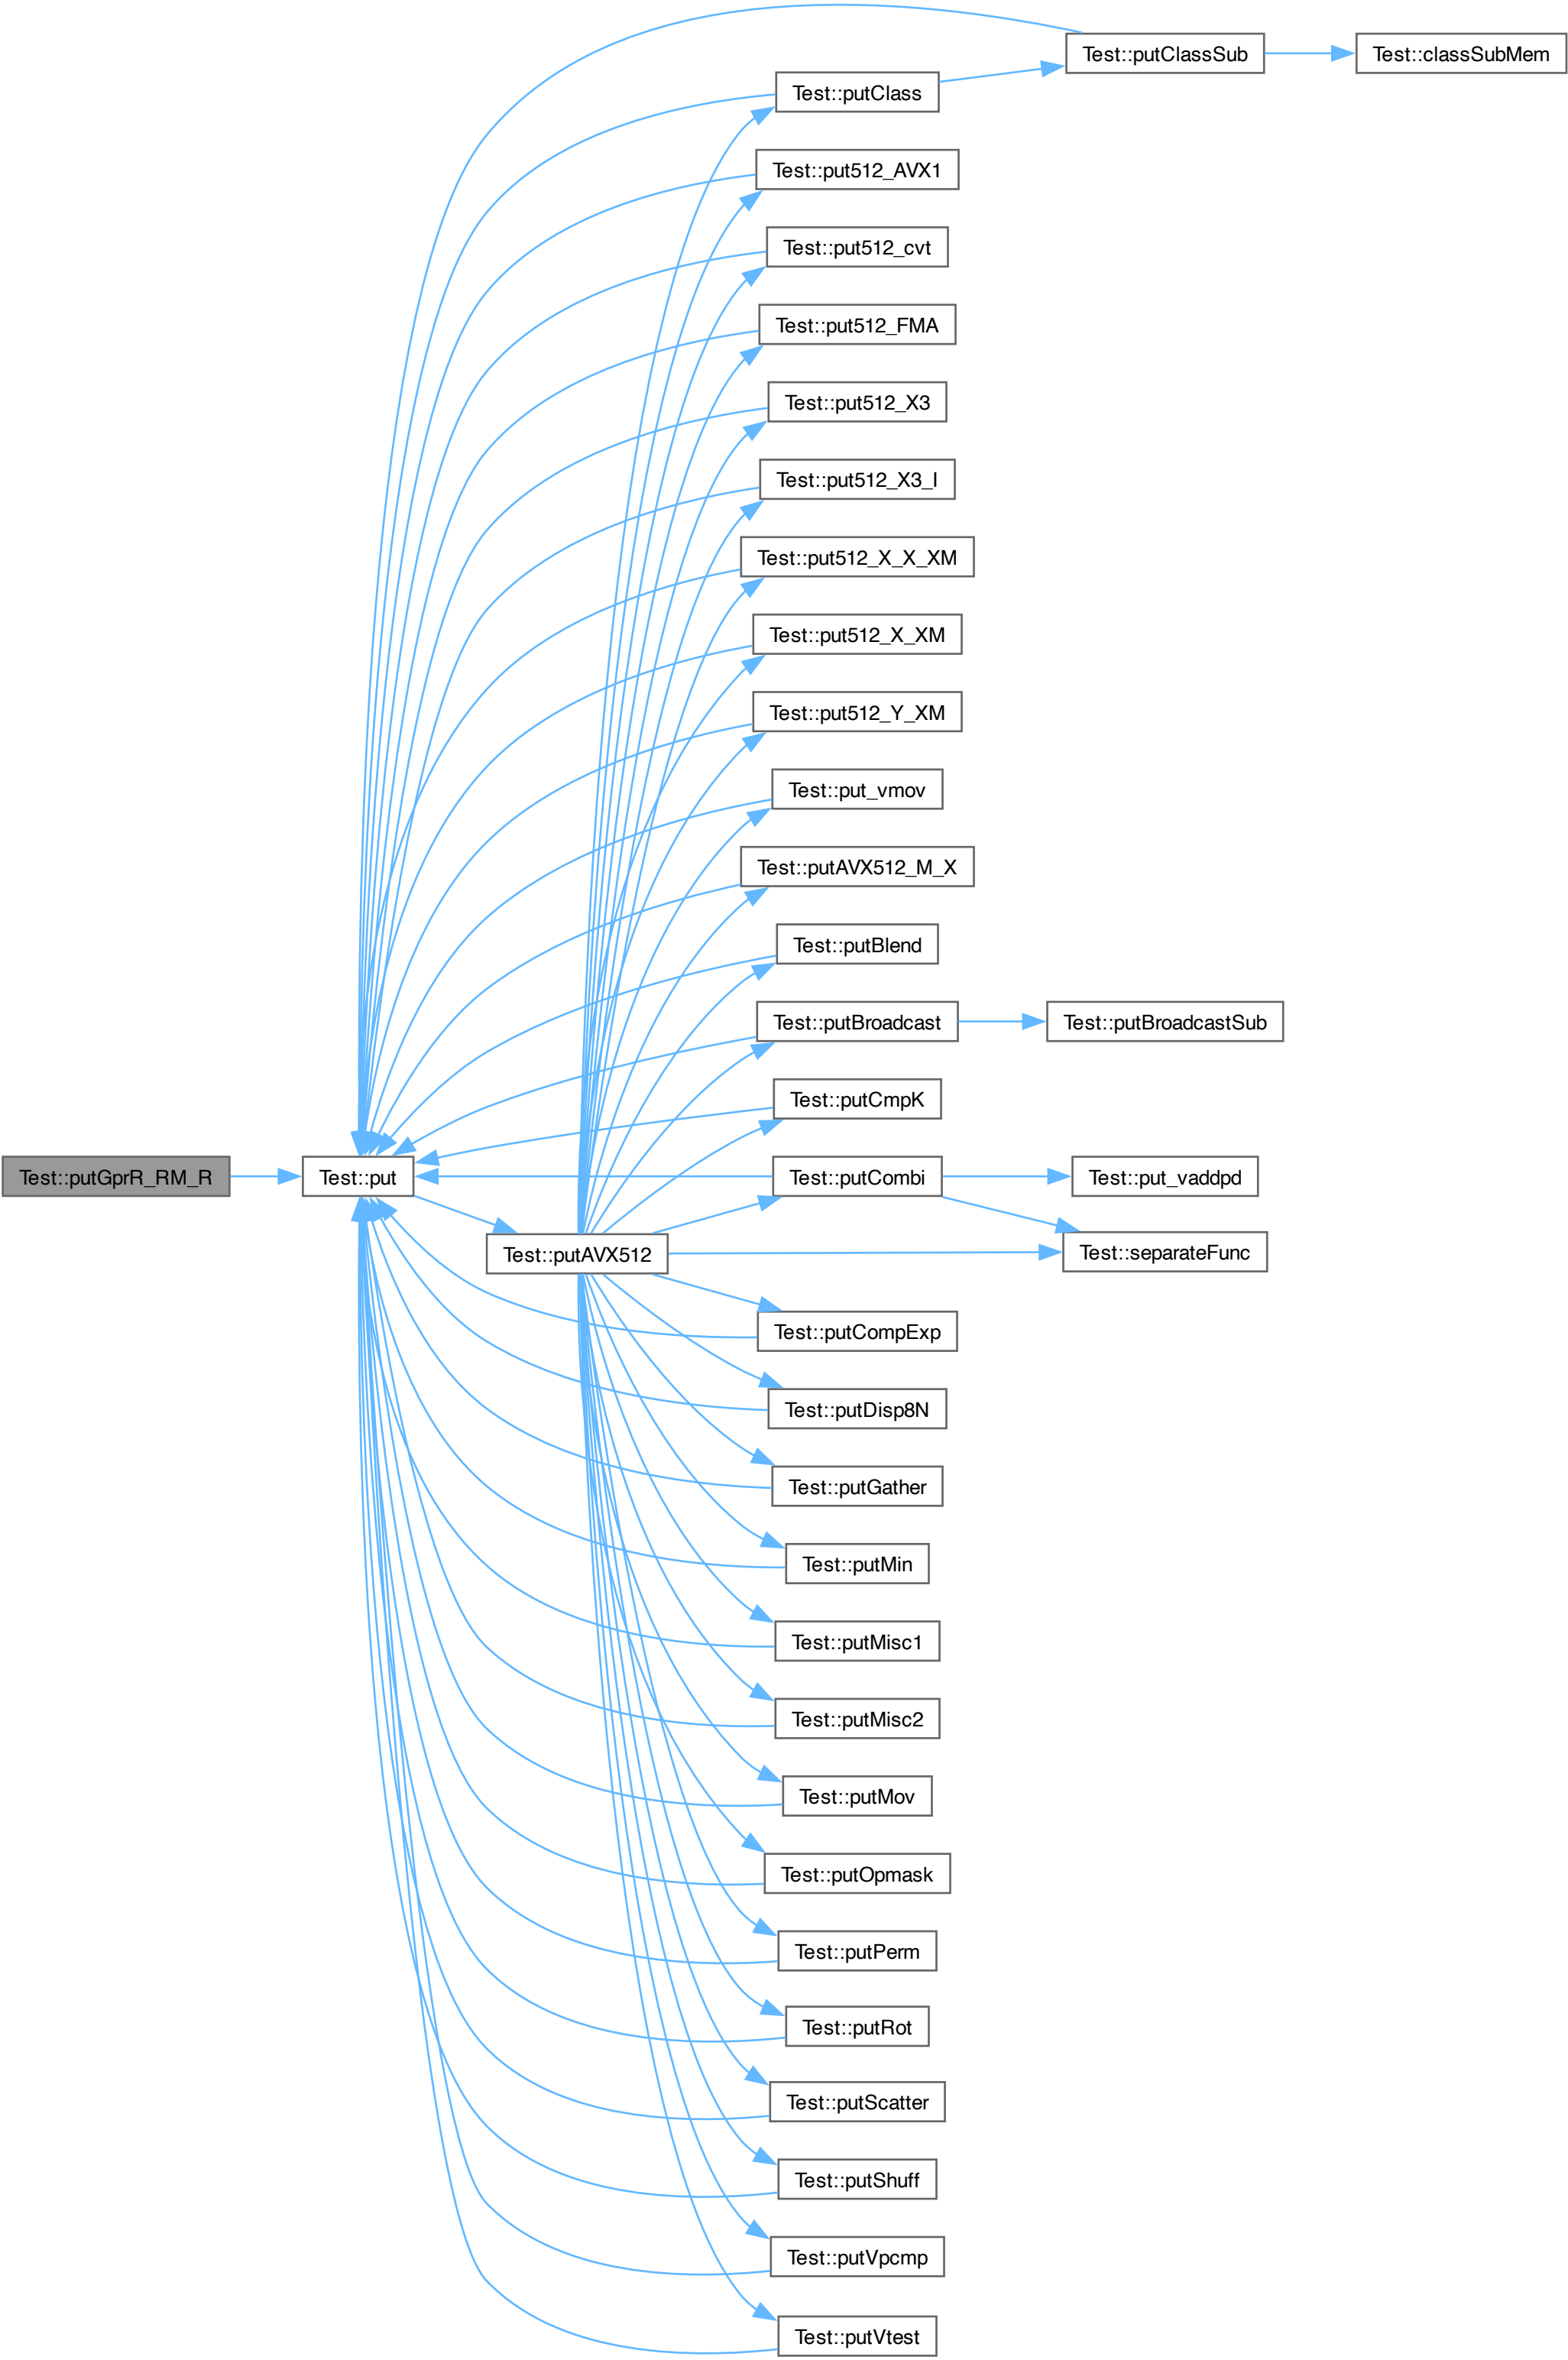 Test::putClassSub
Test::classSubMem
Test::putClass
Test::put512_AVX1
Test::put512_cvt
Test::put512_FMA
Test::put512_X3
Test::put512_X3_I
Test::put512_X_X_XM
Test::put512_X_XM
Test::put512_Y_XM
Test::put_vmov
Test::putAVX512_M_X
Test::putBlend
Test::putBroadcast
Test::putBroadcastSub
Test::putCmpK
Test::putGprR_RM_R
Test::put
Test::putCombi
Test::put_vaddpd
Test::putAVX512
Test::separateFunc
Test::putCompExp
Test::putDisp8N
Test::putGather
Test::putMin
Test::putMisc1
Test::putMisc2
Test::putMov
Test::putOpmask
Test::putPerm
Test::putRot
Test::putScatter
Test::putShuff
Test::putVpcmp
Test::putVtest